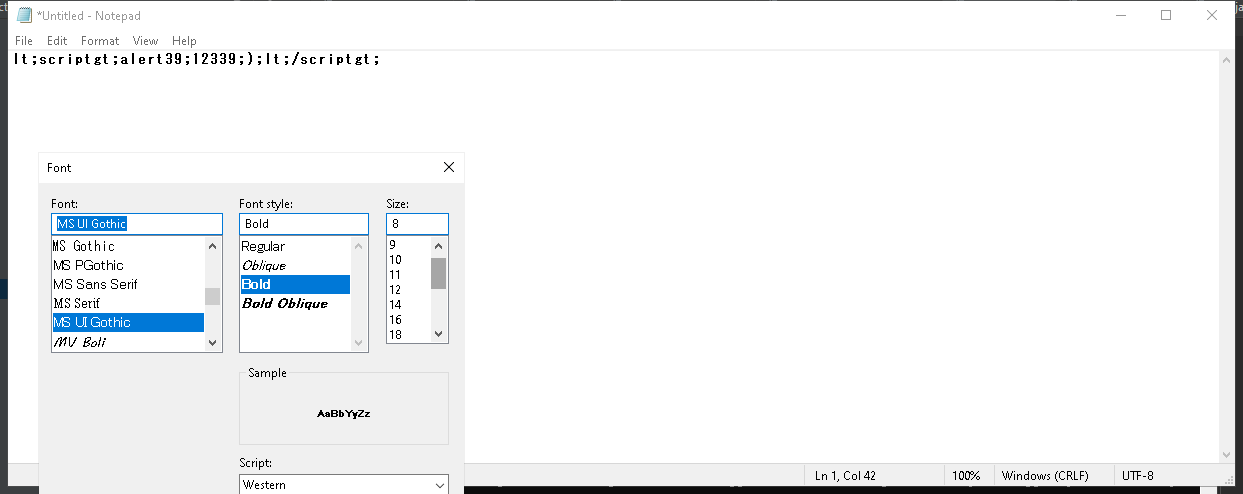 *Untitled - Notepad
File Edit Format View Help
lt;scriptgt;alert39;12339;);lt;/scriptgt;
Font
Font: Font style: Size:
MS UI Gothic Bold 8
MS Gothic Regular 9
MS PGothic Oblique 10
MS Sans Serif Bold 11
MS Serif Bold Oblique 12
MS UI Gothic 14
MV Boli 16
18
Sample
AaBbYyZz
Script:
Western
Ln 1, Col 42 100% Windows (CRLF) UTF-8